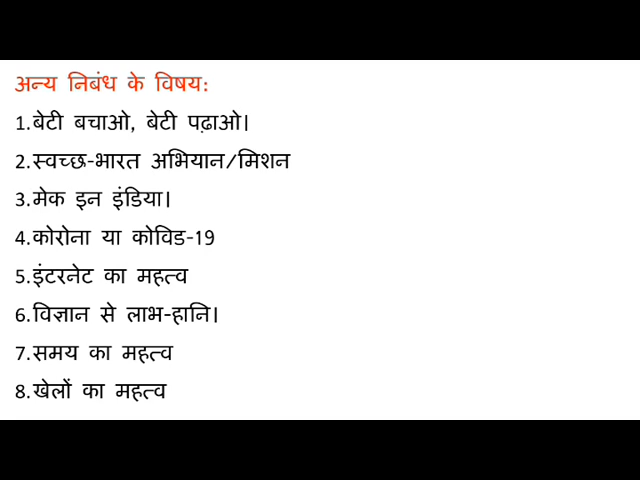 अन्य निबंध के विषय:
1.बेटी बचाओ, बेटी पढ़ाओ।
2.स्वच्छ-भारत अभियान/मिशन
3.मेक इन इंडिया।
4.कोरोना या कोविड-19
5.इंटरनेट का महत्व
6.विज्ञान से लाभ-हानि।
7.समय का महत्व
8.खेलों का महत्व